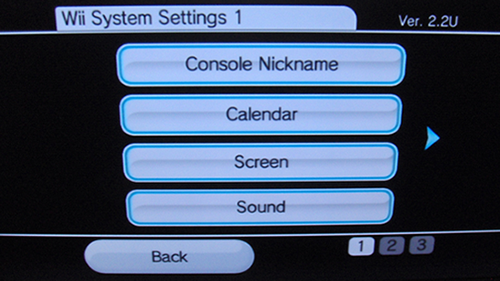 Wii System Settings 1
Ver. 2.2U
Console Nickname
Calendar
Screen
Sound
Back
1 2 3